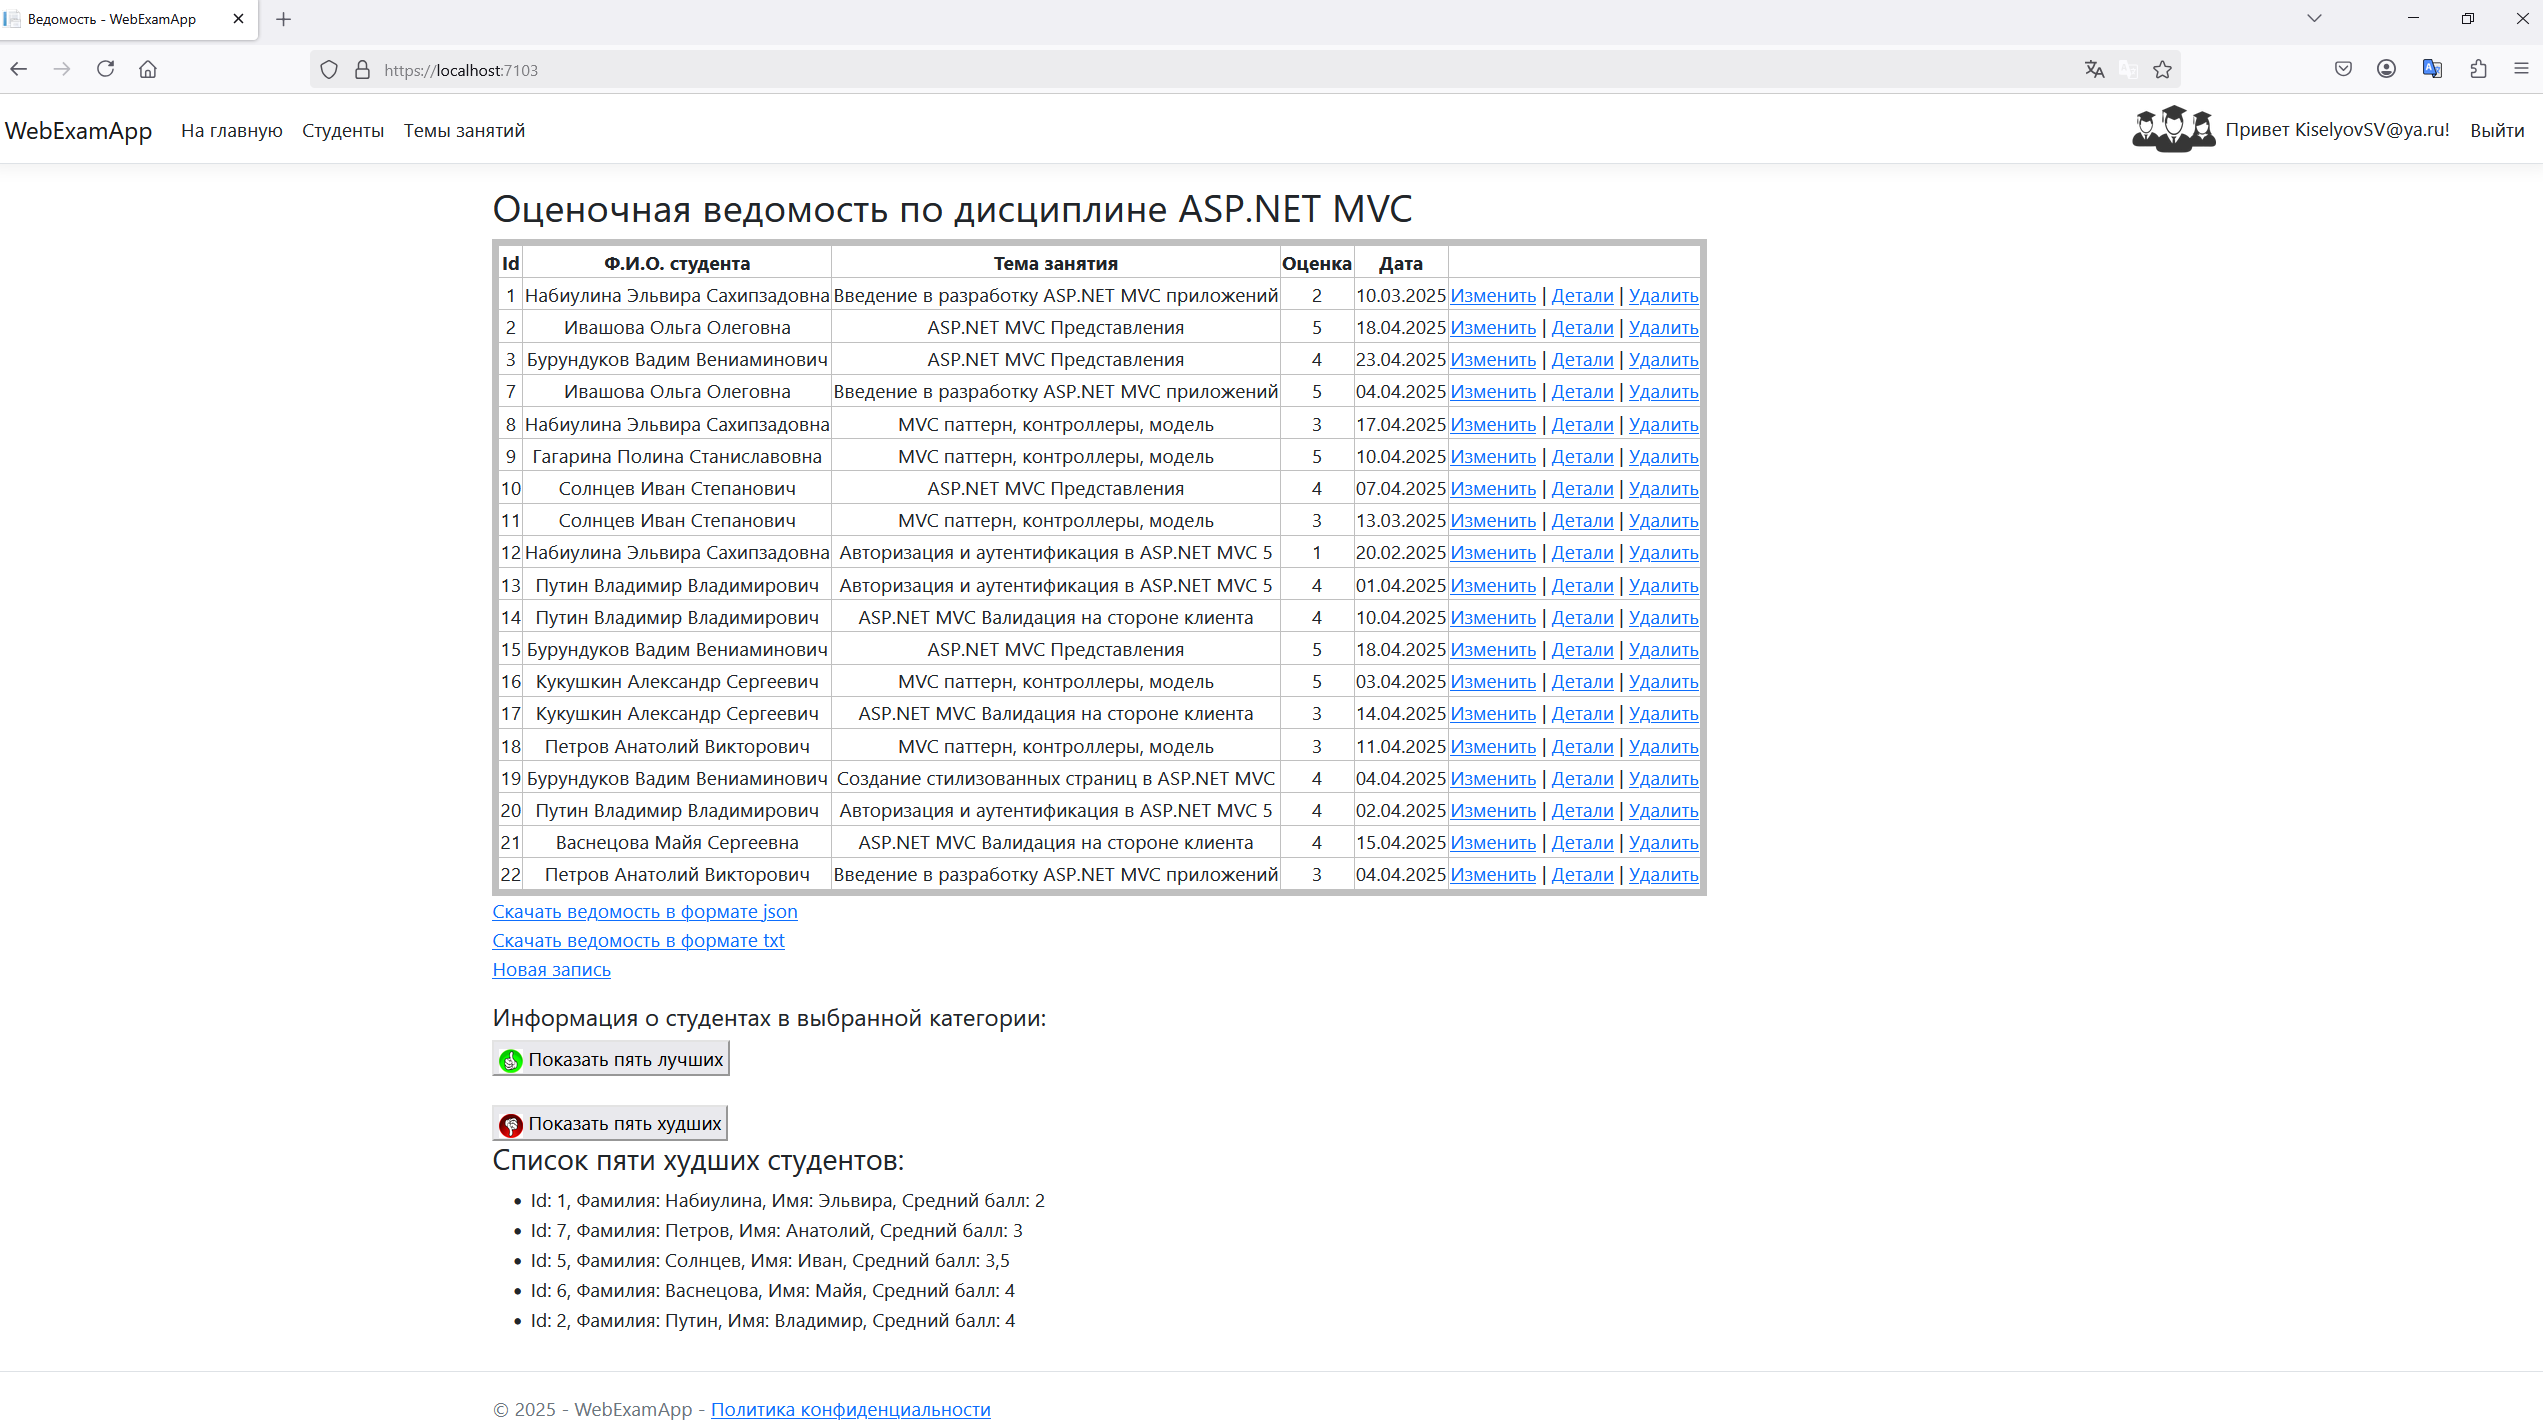 Ведомость - WebExamApp
https://localhost:7103
WebExamApp На главную Студенты Темы занятий Привет KiselyovSV@ya.ru! Выйти
Оценочная ведомость по дисциплине ASP.NET MVC
Id Ф.И.О. студента Тема занятия Оценка Дата
1 Набиулина Эльвира Сахипзадовна Введение в разработку ASP.NET MVC приложений 2 10.03.2025 Изменить | Детали | Удалить
2 Ивашова Ольга Олеговна ASP.NET MVC Представления 5 18.04.2025 Изменить | Детали | Удалить
3 Бурундуков Вадим Вениаминович ASP.NET MVC Представления 4 23.04.2025 Изменить | Детали | Удалить
7 Ивашова Ольга Олеговна Введение в разработку ASP.NET MVC приложений 5 04.04.2025 Изменить | Детали | Удалить
8 Набиулина Эльвира Сахипзадовна MVC паттерн, контроллеры, модель 3 17.04.2025 Изменить | Детали | Удалить
9 Гагарина Полина Станиславовна MVC паттерн, контроллеры, модель 5 10.04.2025 Изменить | Детали | Удалить
10 Солнцев Иван Степанович ASP.NET MVC Представления 4 07.04.2025 Изменить | Детали | Удалить
11 Солнцев Иван Степанович MVC паттерн, контроллеры, модель 3 13.03.2025 Изменить | Детали | Удалить
12 Набиулина Эльвира Сахипзадовна Авторизация и аутентификация в ASP.NET MVC 5 1 20.02.2025 Изменить | Детали | Удалить
13 Путин Владимир Владимирович Авторизация и аутентификация в ASP.NET MVC 5 4 01.04.2025 Изменить | Детали | Удалить
14 Путин Владимир Владимирович ASP.NET MVC Валидация на стороне клиента 4 10.04.2025 Изменить | Детали | Удалить
15 Бурундуков Вадим Вениаминович ASP.NET MVC Представления 5 18.04.2025 Изменить | Детали | Удалить
16 Кукушкин Александр Сергеевич MVC паттерн, контроллеры, модель 5 03.04.2025 Изменить | Детали | Удалить
17 Кукушкин Александр Сергеевич ASP.NET MVC Валидация на стороне клиента 3 14.04.2025 Изменить | Детали | Удалить
18 Петров Анатолий Викторович MVC паттерн, контроллеры, модель 3 11.04.2025 Изменить | Детали | Удалить
19 Бурундуков Вадим Вениаминович Создание стилизованных страниц в ASP.NET MVC 4 04.04.2025 Изменить | Детали | Удалить
20 Путин Владимир Владимирович Авторизация и аутентификация в ASP.NET MVC 5 4 02.04.2025 Изменить | Детали | Удалить
21 Васнецова Майя Сергеевна ASP.NET MVC Валидация на стороне клиента 4 15.04.2025 Изменить | Детали | Удалить
22 Петров Анатолий Викторович Введение в разработку ASP.NET MVC приложений 3 04.04.2025 Изменить | Детали | Удалить
Скачать ведомость в формате json
Скачать ведомость в формате txt
Новая запись
Информация о студентах в выбранной категории:
Показать пять лучших
Показать пять худших
Список пяти худших студентов:
• Id: 1, Фамилия: Набиулина, Имя: Эльвира, Средний балл: 2
• Id: 7, Фамилия: Петров, Имя: Анатолий, Средний балл: 3
• Id: 5, Фамилия: Солнцев, Имя: Иван, Средний балл: 3,5
• Id: 6, Фамилия: Васнецова, Имя: Майя, Средний балл: 4
• Id: 2, Фамилия: Путин, Имя: Владимир, Средний балл: 4
© 2025 - WebExamApp - Политика конфиденциальности